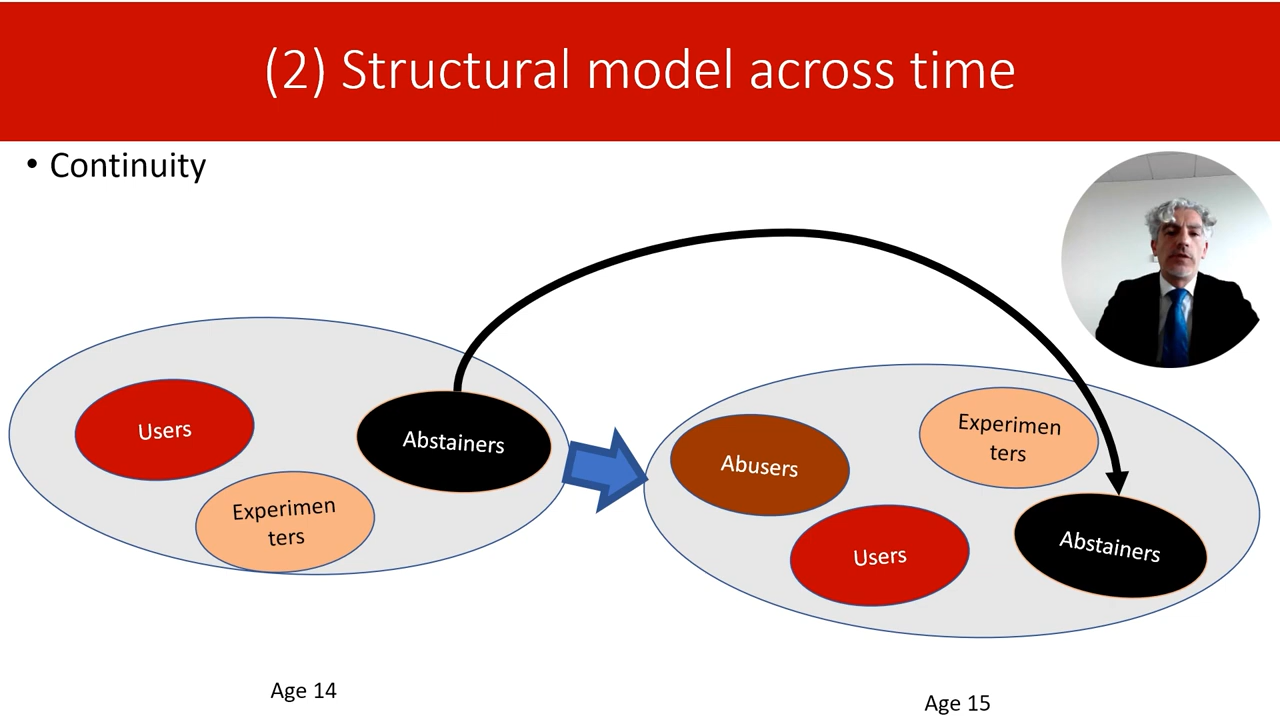 (2) Structural model across time
• Continuity
Users
Abstainers
Experimen
ters
Abusers
Experimen
ters
Users
Abstainers
Age 14
Age 15